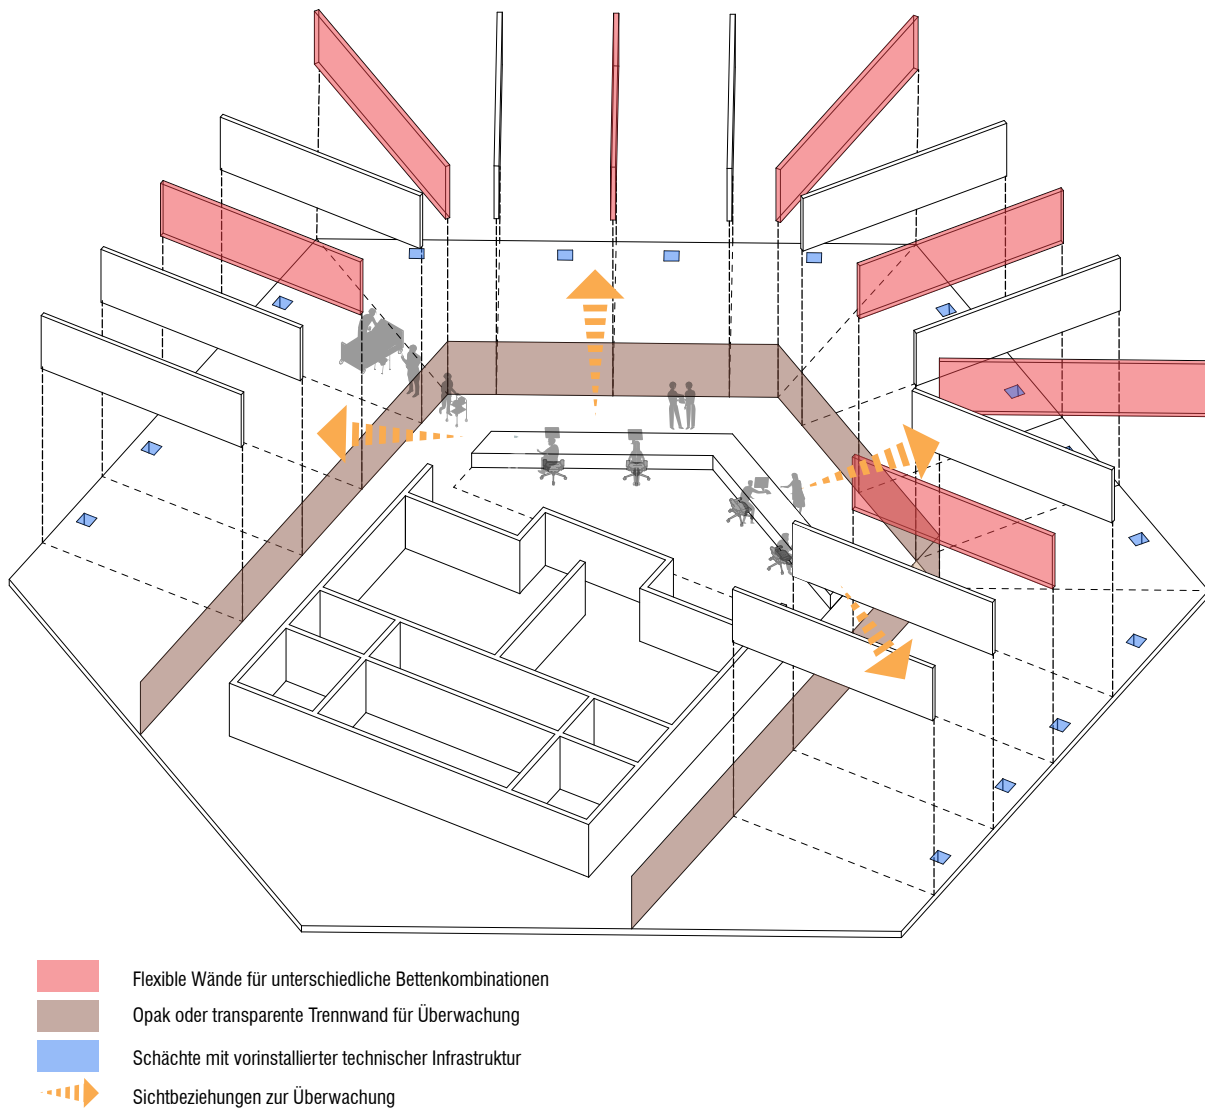 Flexible Wände für unterschiedliche Bettenkombinationen
Opak oder transparente Trennwand für Überwachung
Schächte mit vorinstallierter technischer Infrastruktur
Sichtbeziehungen zur Überwachung